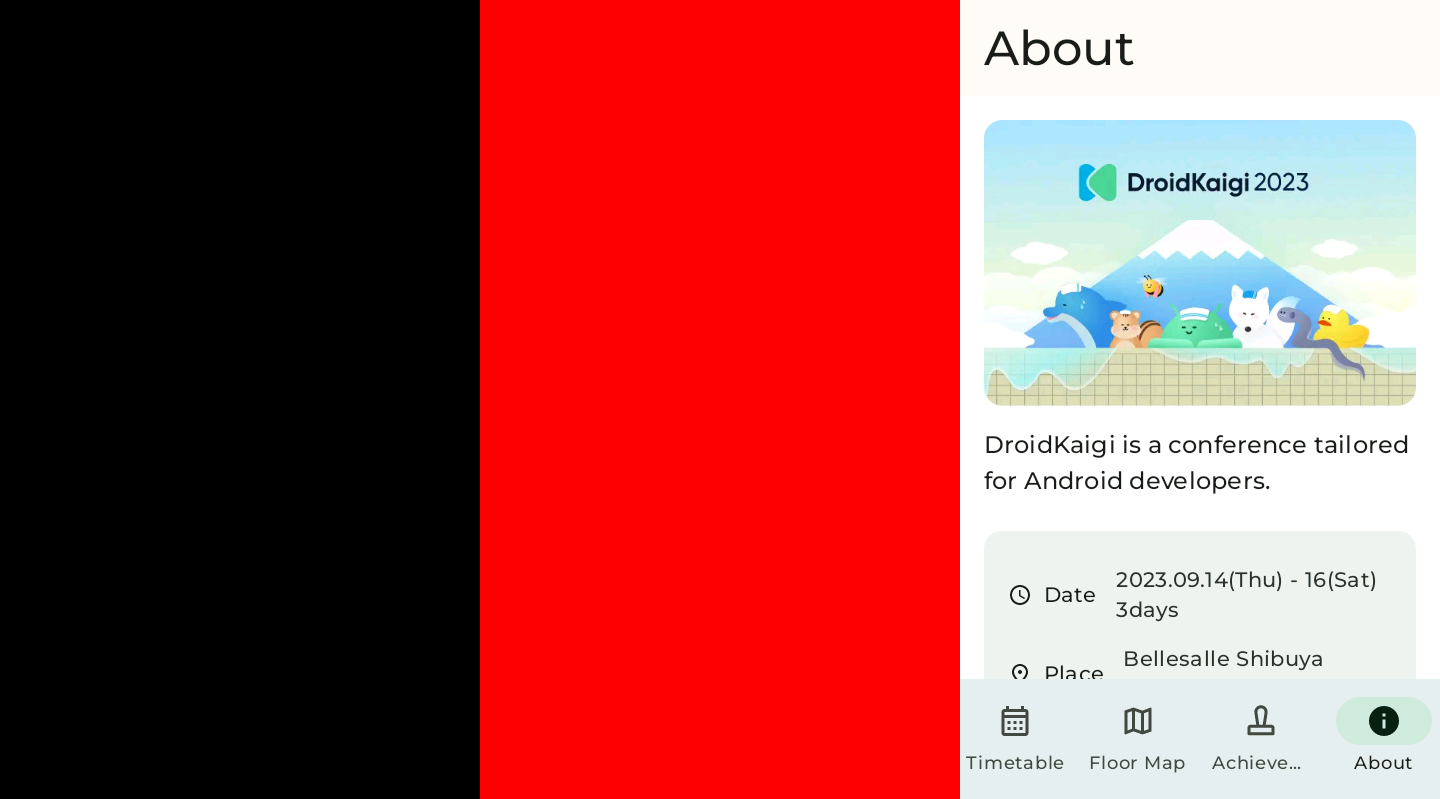 About
DroidKaigi 2023
DroidKaigi is a conference tailored
for Android developers.
Date
2023.09.14(Thu) - 16(Sat)
3days
Place
Bellesalle Shibuya
Timetable
Floor Map
Achieve...
About